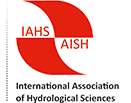 IAHS
AISH
International Association
of Hydrological Sciences